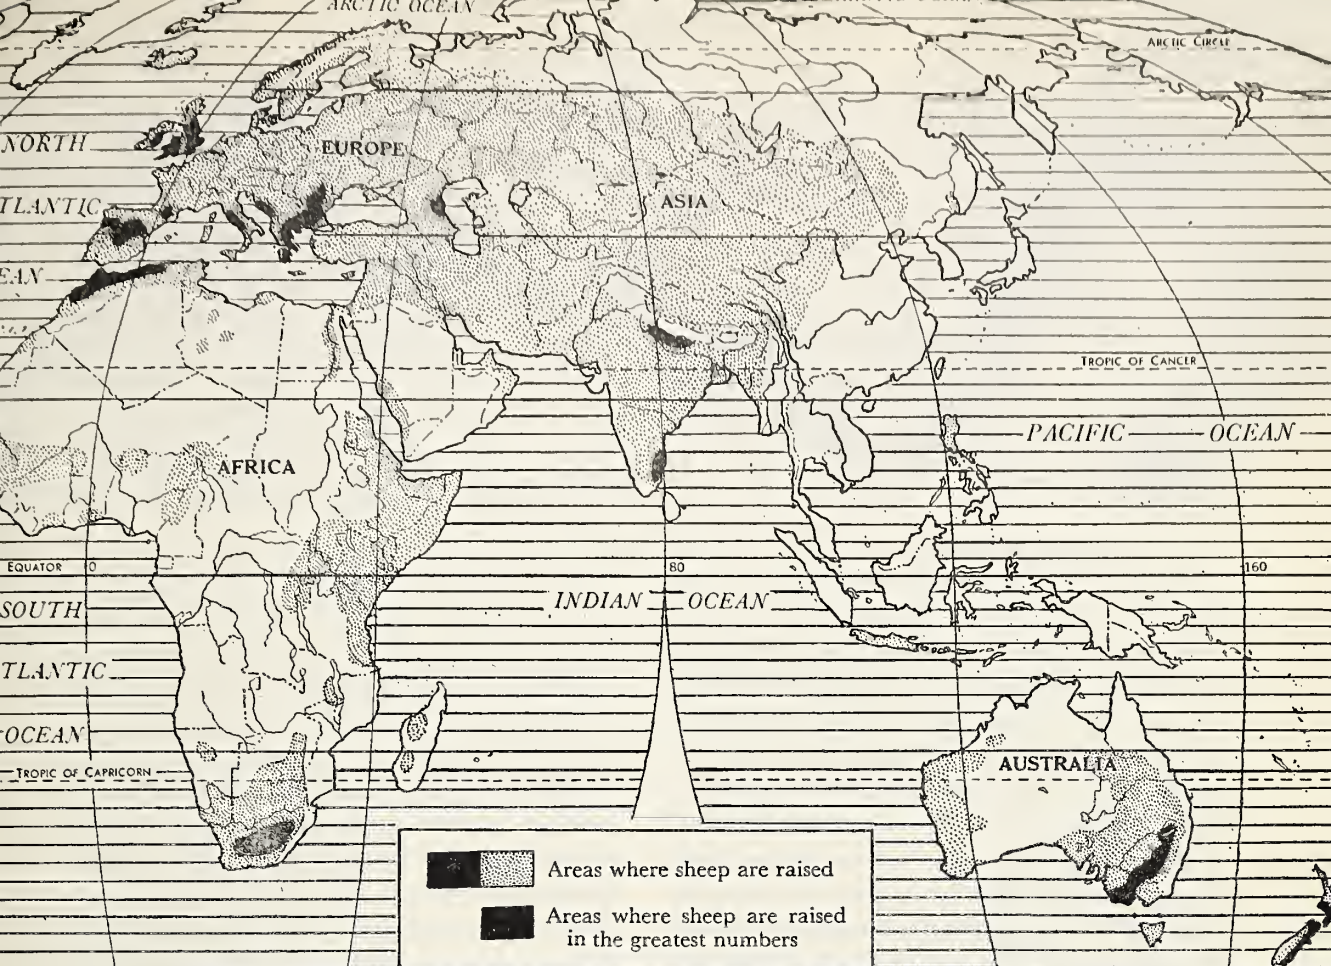 ARCTIC OCEAN
ARCTIC CIRCLE
NORTH
EUROPE
ASIA
TLANTIC
EAN
TROPIC OF CANCER
PACIFIC OCEAN
AFRICA
EQUATOR 0 80 160
INDIAN OCEAN
SOUTH
TLANTIC
OCEAN
AUSTRALIA
TROPIC OF CAPRICORN
Areas where sheep are raised
Areas where sheep are raised
in the greatest numbers